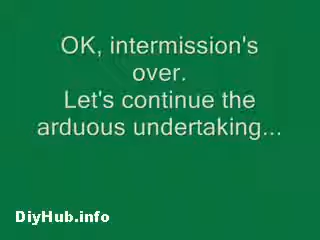 OK, intermission's
over.
Let's continue the
arduous undertaking...
DiyHub.info